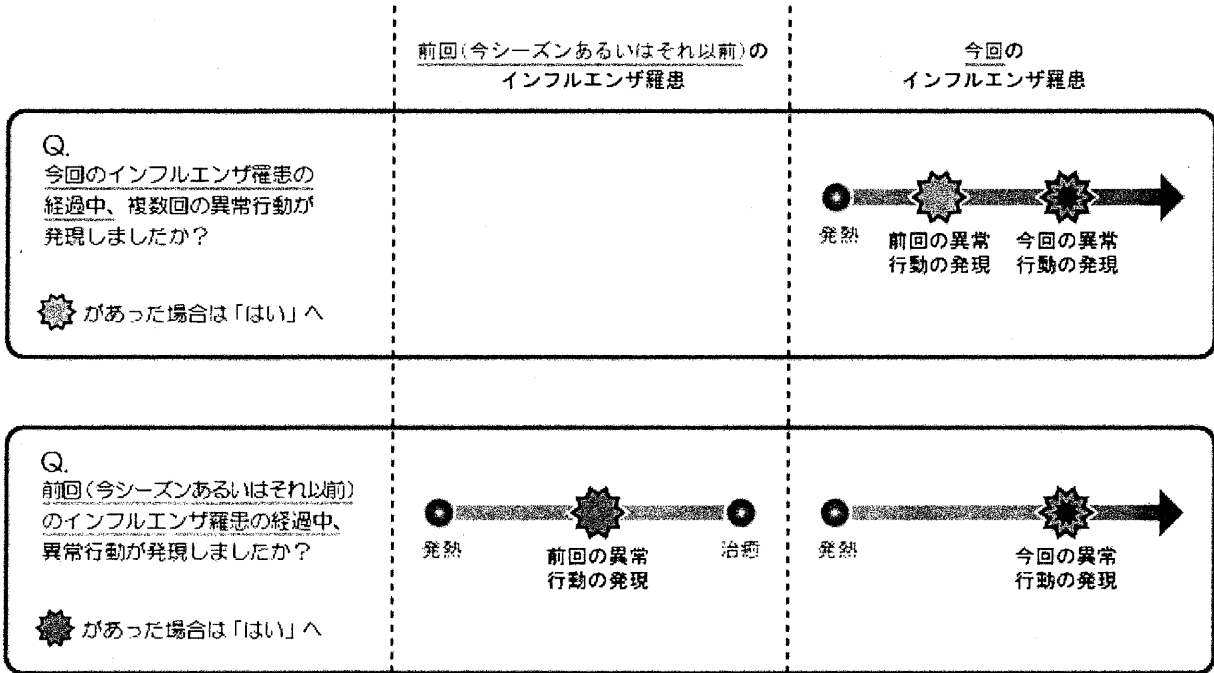 前回(今シーズンあるいはそれ以前)の
インフルエンザ罹患
今回の
インフルエンザ罹患
Q.
今回のインフルエンザ罹患の
経過中、複数回の異常行動が
発現しましたか?
があった場合は「はい」へ
発熱
前回の異常
行動の発現
今回の異常
行動の発現
Q.
前回(今シーズンあるいはそれ以前)
のインフルエンザ罹患の経過中、
異常行動が発現しましたか?
があった場合は「はい」へ
発熱
前回の異常
行動の発現
治癒
発熱
今回の異常
行動の発現